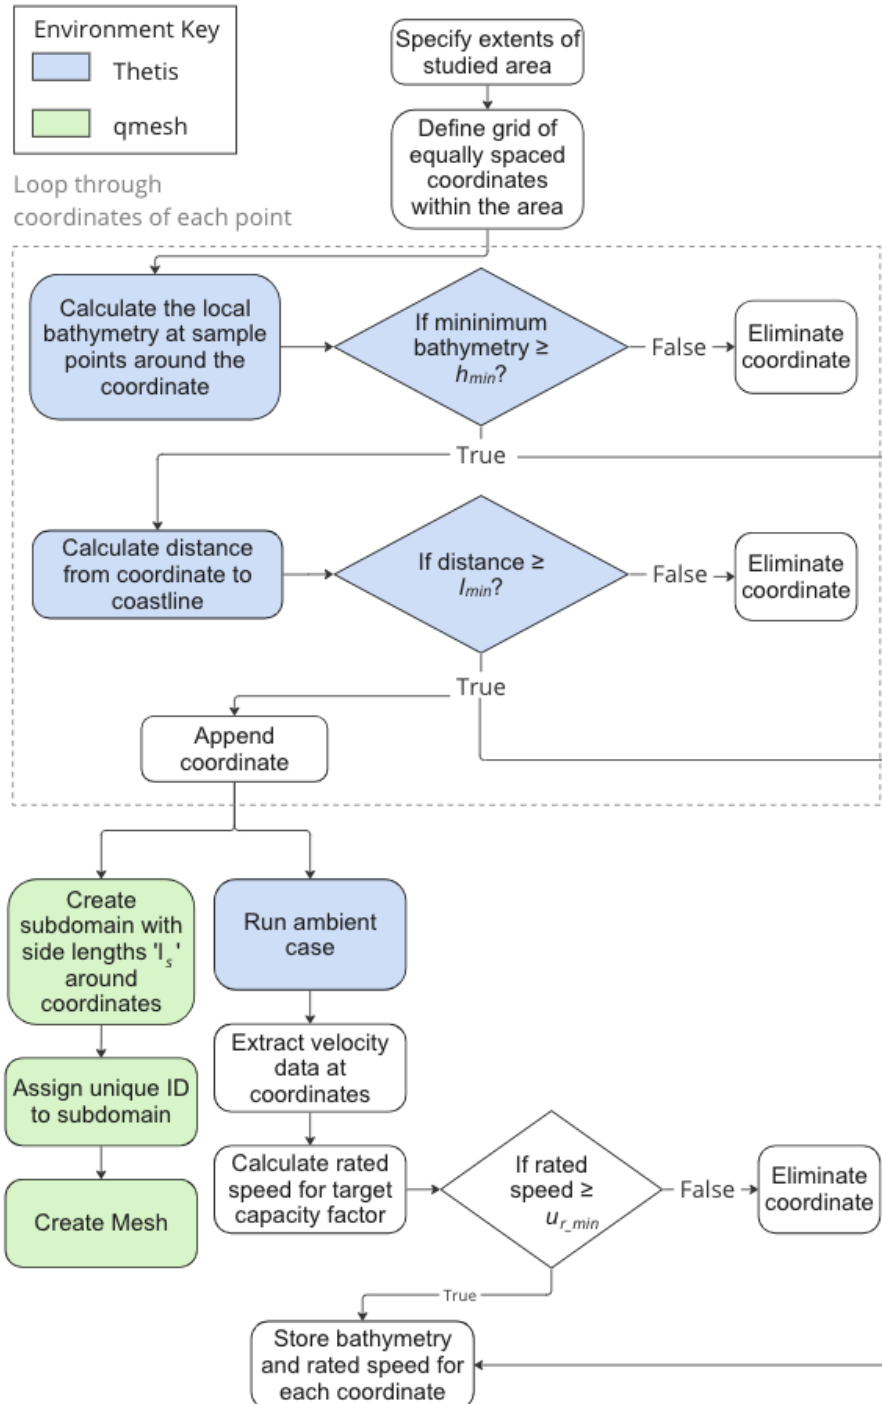 Environment Key
Thetis
qmesh
Specify extents of
studied area
Define grid of
equally spaced
coordinates
within the area
Loop through
coordinates of each point
Calculate the local
bathymetry at sample
points around the
coordinate
If mininimum
bathymetry ≥
hmin?
False
Eliminate
coordinate
True
Calculate distance
from coordinate to
coastline
If distance ≥
lmin?
False
Eliminate
coordinate
True
Append
coordinate
Create
subdomain with
side lengths 'ls'
around
coordinates
Assign unique ID
to subdomain
Create Mesh
Run ambient
case
Extract velocity
data at
coordinates
Calculate rated
speed for target
capacity factor
If rated
speed ≥
ur_min
False
Eliminate
coordinate
True
Store bathymetry
and rated speed for
each coordinate